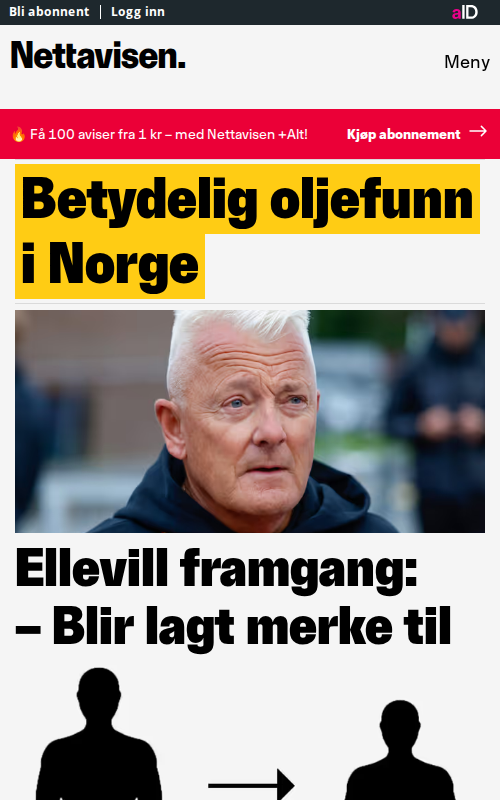 Bli abonnent | Logg inn
aID
Nettavisen.
Meny
🔥 Få 100 aviser fra 1 kr – med Nettavisen +Alt!
Kjøp abonnement →
Betydelig oljefunn
i Norge
Ellevill framgang:
– Blir lagt merke til